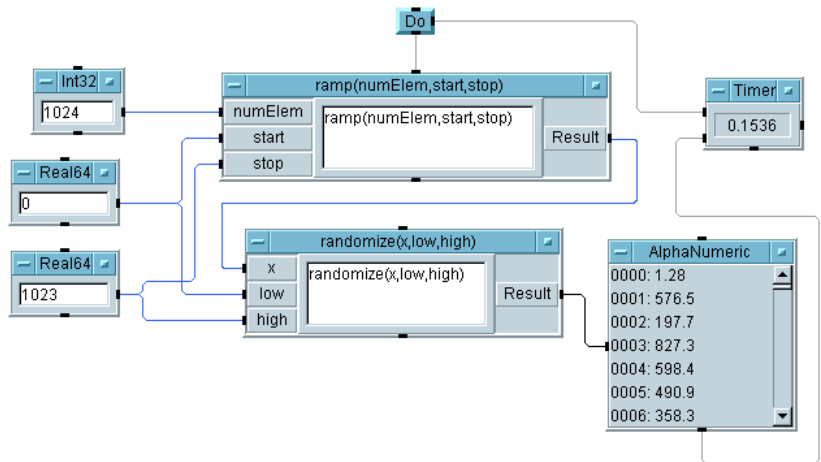 Do
Int32
1024
ramp(numElem,start,stop)
numElem
start
stop
ramp(numElem,start,stop)
Result
Timer
0.1536
Real64
0
Real64
1023
randomize(x,low,high)
x
low
high
randomize(x,low,high)
Result
AlphaNumeric
0000: 1.28
0001: 576.5
0002: 197.7
0003: 827.3
0004: 598.4
0005: 490.9
0006: 358.3